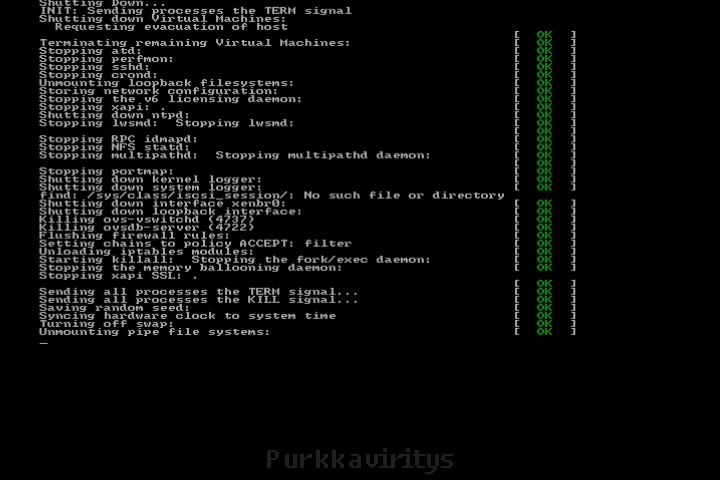 Shutting Down...
INIT: Sending processes the TERM signal
Shutting down Virtual Machines:
Requesting evacuation of host
[ OK ]
Terminating remaining Virtual Machines: [ OK ]
Stopping atd: [ OK ]
Stopping perfmon: [ OK ]
Stopping sshd: [ OK ]
Stopping crond: [ OK ]
Unmounting loopback filesystems: [ OK ]
Storing network configuration: [ OK ]
Stopping the v6 licensing daemon: [ OK ]
Stopping xapi: . [ OK ]
Shutting down ntpd: [ OK ]
Stopping lwsmd:  Stopping lwsmd: [ OK ]
[ OK ]
Stopping RPC idmapd: [ OK ]
Stopping NFS statd: [ OK ]
Stopping multipathd:  Stopping multipathd daemon: [ OK ]
[ OK ]
Stopping portmap: [ OK ]
Shutting down kernel logger: [ OK ]
Shutting down system logger: [ OK ]
find: /sys/class/iscsi_session/: No such file or directory
Shutting down interface xenbr0: [ OK ]
Shutting down loopback interface: [ OK ]
Killing ovs-vswitchd (4737) [ OK ]
Killing ovsdb-server (4722) [ OK ]
Flushing firewall rules: [ OK ]
Setting chains to policy ACCEPT: filter [ OK ]
Unloading iptables modules: [ OK ]
Starting killall:  Stopping the fork/exec daemon: [ OK ]
Stopping the memory ballooning daemon: [ OK ]
Stopping xapi SSL: .
[ OK ]
Sending all processes the TERM signal... [ OK ]
Sending all processes the KILL signal... [ OK ]
Saving random seed: [ OK ]
Syncing hardware clock to system time [ OK ]
Turning off swap: [ OK ]
Unmounting pipe file systems: [ OK ]
_
Purkkaviritys